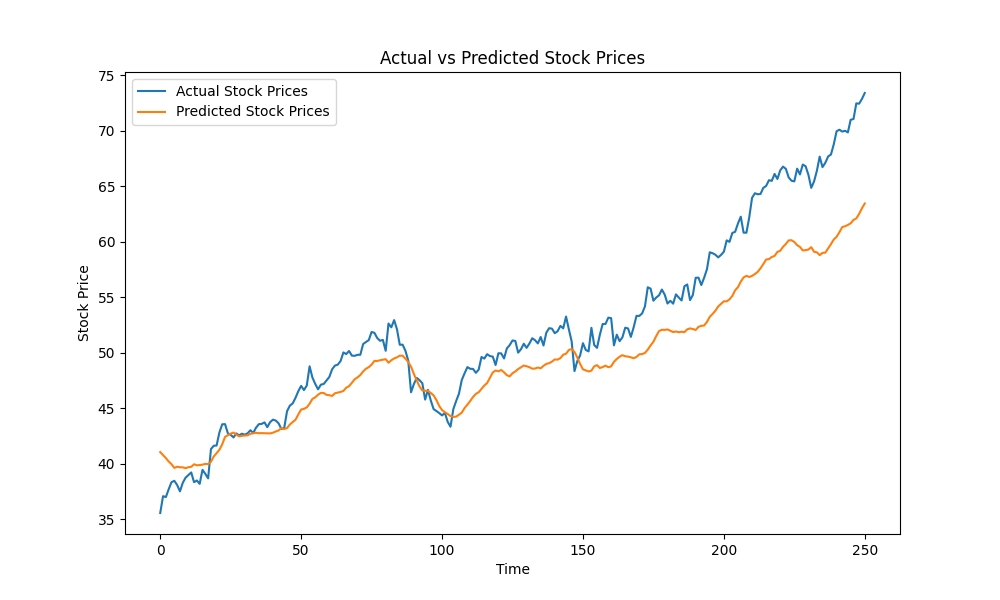 Actual vs Predicted Stock Prices
Actual Stock Prices
Predicted Stock Prices
75
70
65
60
55
50
45
40
35
Stock Price
0 50 100 150 200 250
Time